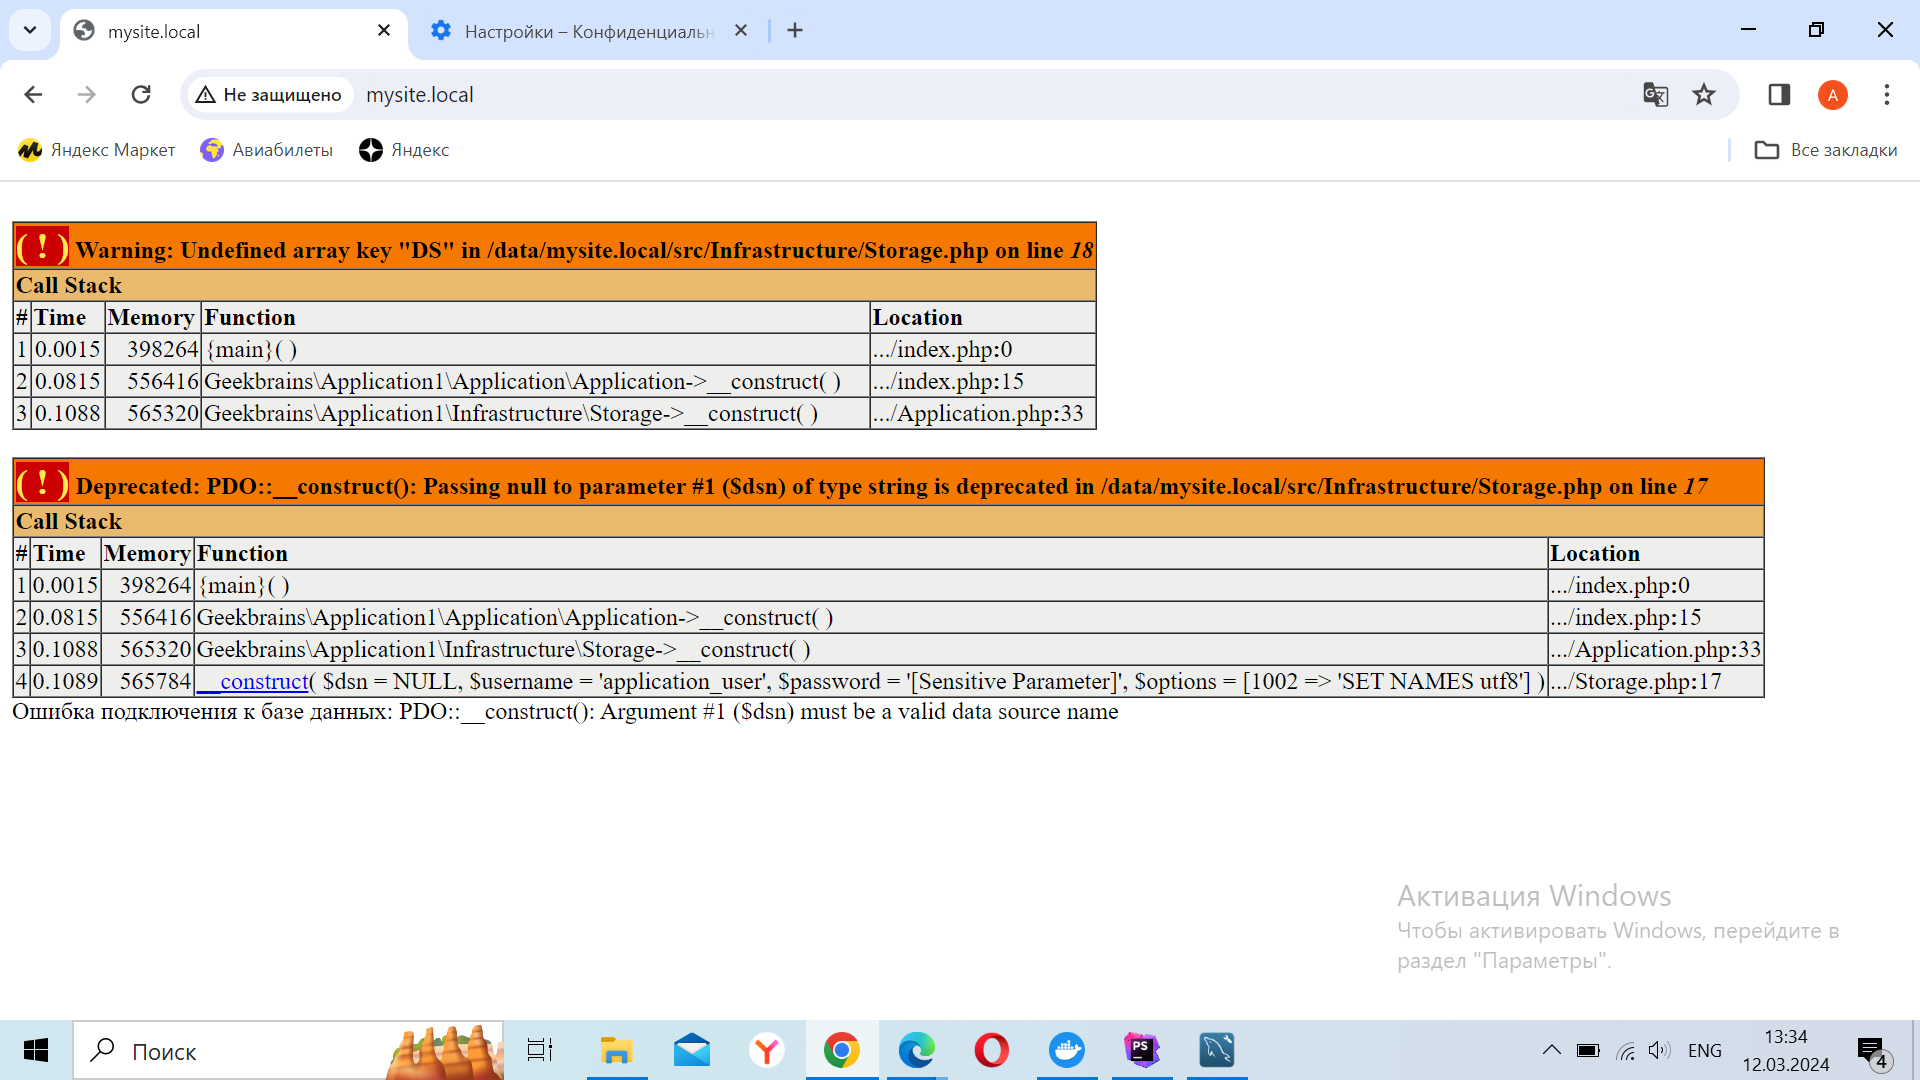 mysite.local
Настройки – Конфиденциальн
Не защищено
mysite.local
A
Яндекс Маркет
Авиабилеты
Яндекс
Все закладки
( ! ) Warning: Undefined array key "DS" in /data/mysite.local/src/Infrastructure/Storage.php on line 18
Call Stack
# Time Memory Function Location
1 0.0015 398264 {main}( ) .../index.php:0
2 0.0815 556416 Geekbrains\Application1\Application\Application->__construct( ) .../index.php:15
3 0.1088 565320 Geekbrains\Application1\Infrastructure\Storage->__construct( ) .../Application.php:33
( ! ) Deprecated: PDO::__construct(): Passing null to parameter #1 ($dsn) of type string is deprecated in /data/mysite.local/src/Infrastructure/Storage.php on line 17
Call Stack
# Time Memory Function Location
1 0.0015 398264 {main}( ) .../index.php:0
2 0.0815 556416 Geekbrains\Application1\Application\Application->__construct( ) .../index.php:15
3 0.1088 565320 Geekbrains\Application1\Infrastructure\Storage->__construct( ) .../Application.php:33
4 0.1089 565784 __construct( $dsn = NULL, $username = 'application_user', $password = '[Sensitive Parameter]', $options = [1002 => 'SET NAMES utf8'] ) .../Storage.php:17
Ошибка подключения к базе данных: PDO::__construct(): Argument #1 ($dsn) must be a valid data source name
Активация Windows
Чтобы активировать Windows, перейдите в
раздел "Параметры".
Поиск
PS
ENG
13:34
12.03.2024
4